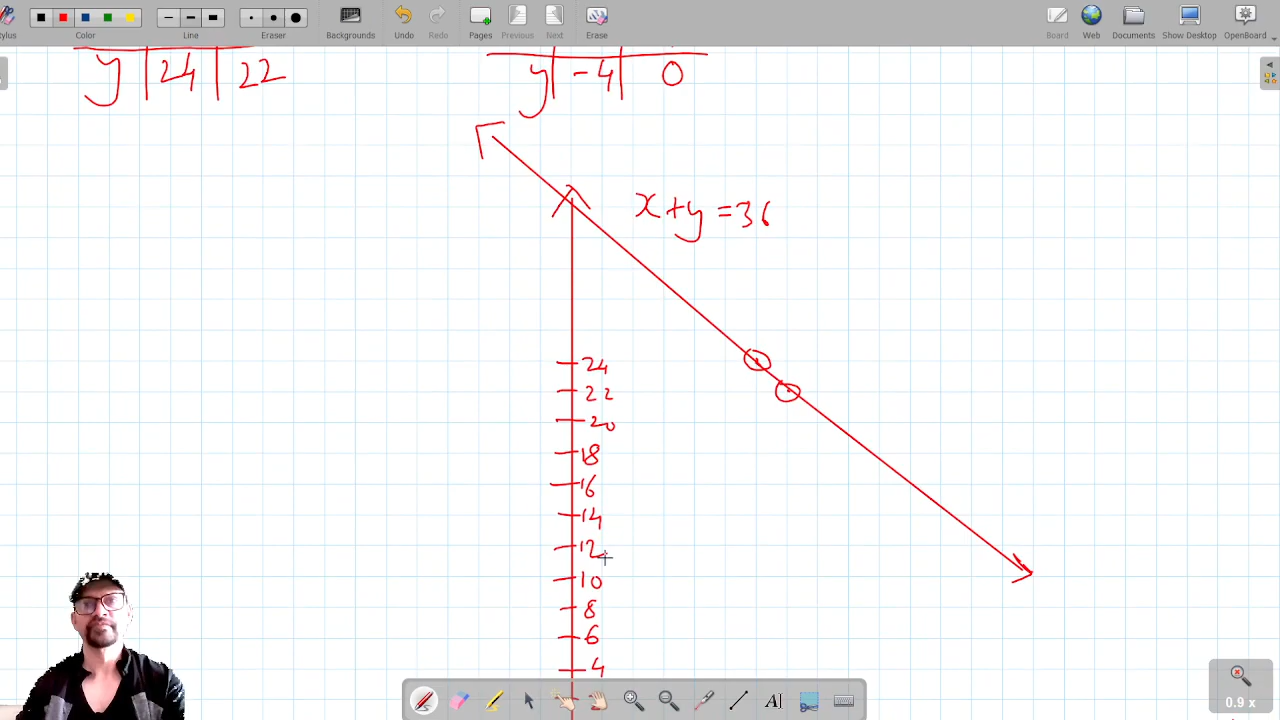 Stylus Color Line Eraser Backgrounds Undo Redo Pages Previous Next Erase Board Web Documents Show Desktop OpenBoard
y | 24 | 22
y | -4 | 0
x+y=36
24
22
20
18
16
14
12
10
8
6
4
0.9 x